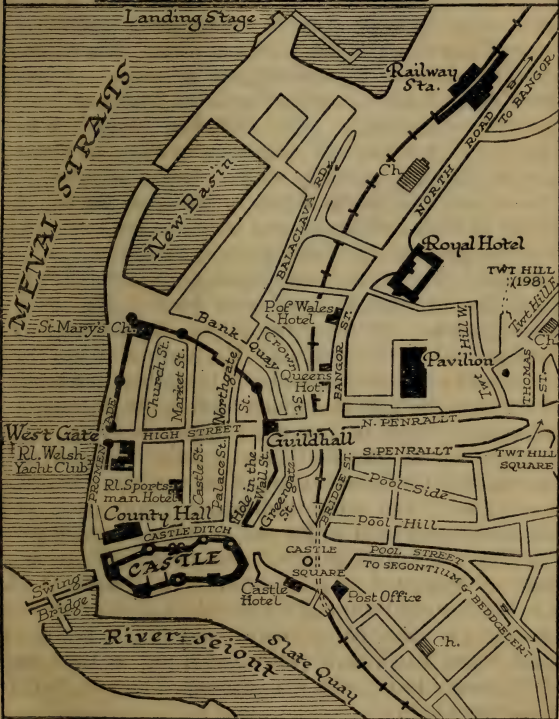 Landing Stage
MENAI STRAITS
Railway
Sta.
NORTH ROAD
TO BANGOR
Ch.
New Basin
BALACLAVA RD.
Royal Hotel
TWT HILL
(198)
Twt Hill E.
Ch.
P. of Wales
Hotel
St. Mary's Ch.
Bank Quay
Crown St.
BANGOR ST.
Pavilion
Twt Hill W.
THOMAS ST.
Church St.
Market St.
Northgate St.
Queens
Hot.
N. PENRALLT
West Gate
HIGH STREET
Guildhall
S. PENRALLT
TWT HILL
SQUARE
Rl. Welsh
Yacht Club
PROMENADE
Castle St.
Palace St.
Hole in the
Wall St.
Greengate
St.
BRIDGE ST.
Pool Side
Rl. Sports-
man Hotel
Pool Hill
County Hall
CASTLE DITCH
CASTLE
SQUARE
POOL STREET
TO SEGONTIUM & BEDDGELERT
CASTLE
Castle
Hotel
Post Office
Swing
Bridge
River Seiont
Slate Quay
Ch.